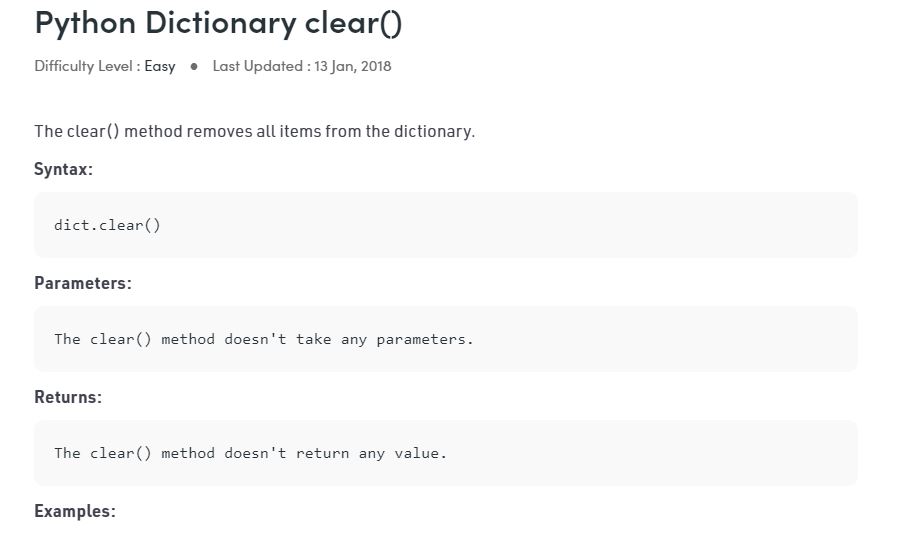 Python Dictionary clear()
Difficulty Level : Easy ● Last Updated : 13 Jan, 2018
The clear() method removes all items from the dictionary.
Syntax:
dict.clear()
Parameters:
The clear() method doesn't take any parameters.
Returns:
The clear() method doesn't return any value.
Examples: